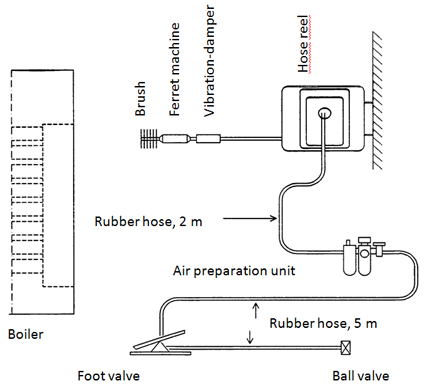 Brush
Ferret machine
Vibration-damper
Hose reel
Rubber hose, 2 m
Air preparation unit
Rubber hose, 5 m
Boiler
Foot valve
Ball valve